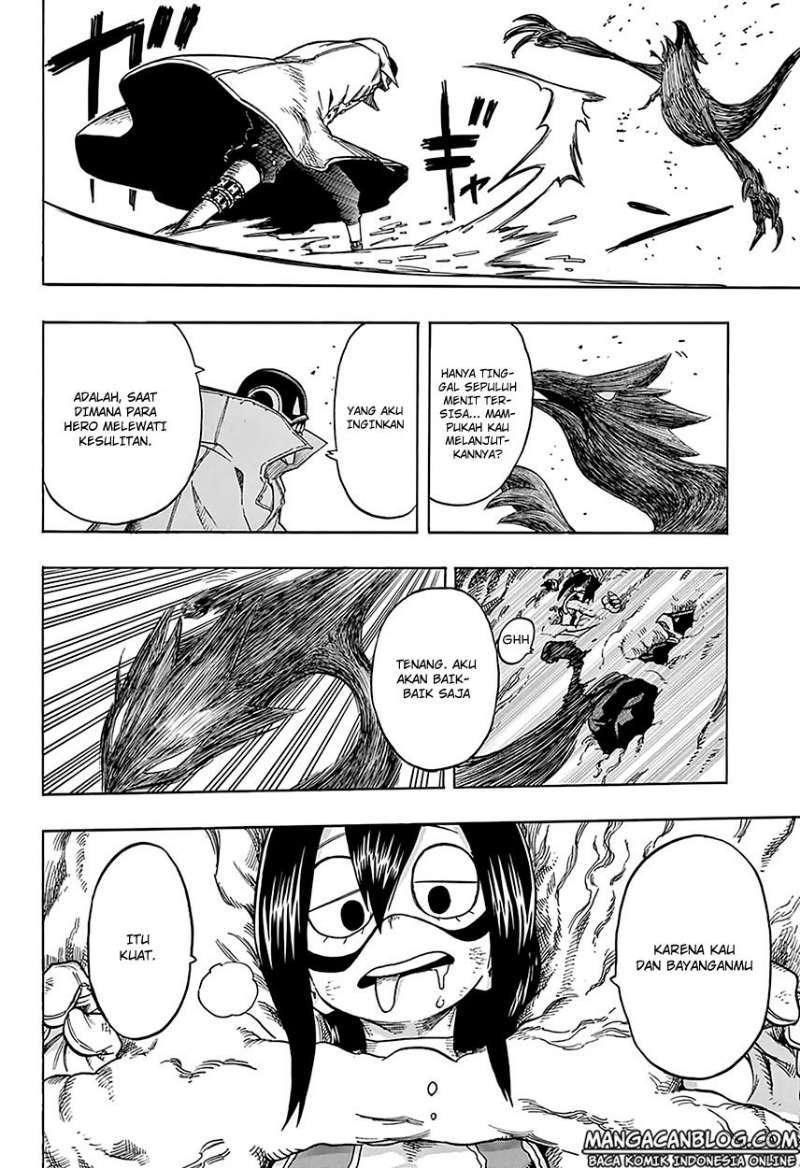 ガガ
ギギ
HANYA TING-
GAL SEPULUH
MENIT TER-
SISA... MAM-
PUKAH KAU
MELANJUT-
KANNYA?
YANG AKU
INGINKAN
ADALAH, SAAT
DIMANA PARA
HERO MELEWATI
KESULITAN.
GHH
TENANG. AKU
AKAN BAIK-
BAIK SAJA
KARENA KAU
DAN BAYANGANMU
ITU
KUAT.
MANGACANBLOG.COM
BACA KOMIK INDONESIA ONLINE